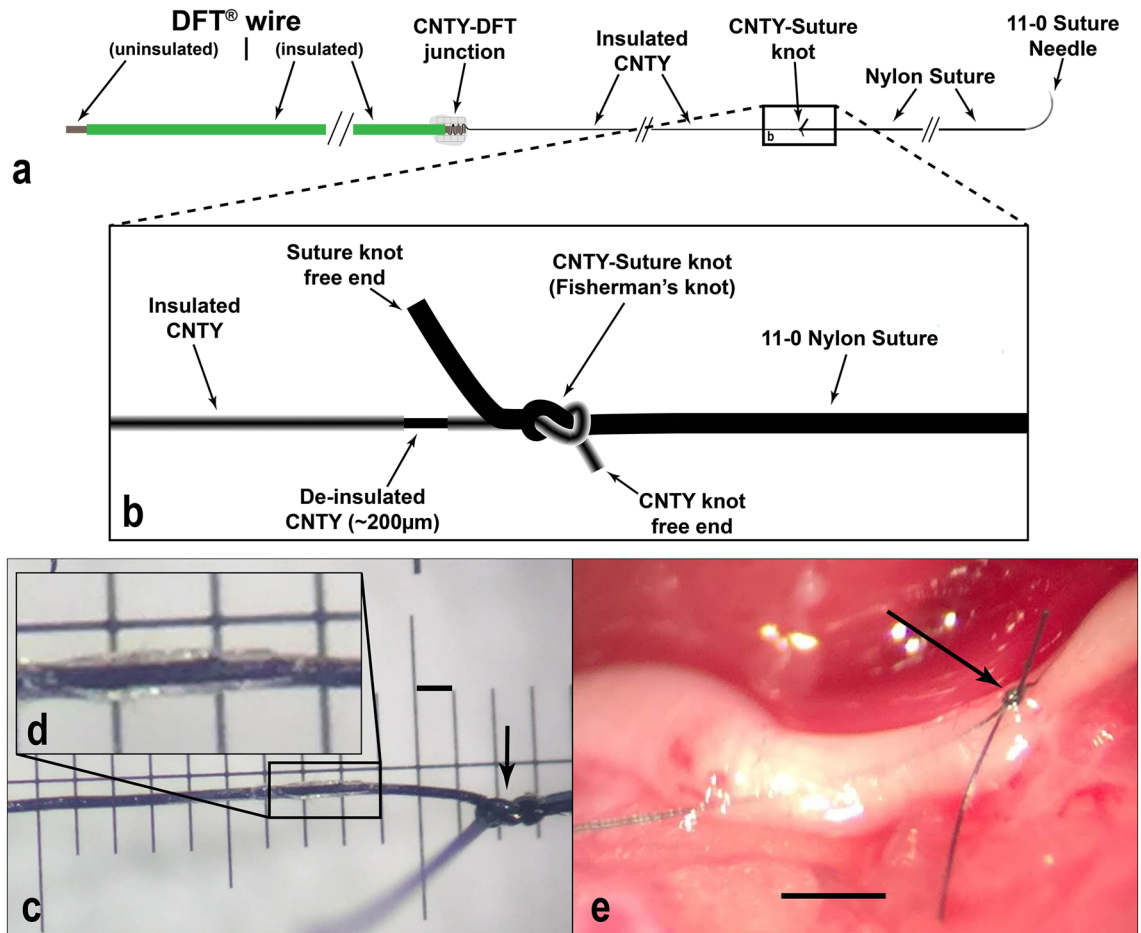 DFT® wire
(uninsulated) | (insulated)
CNTY-DFT
junction
Insulated
CNTY
CNTY-Suture
knot
Nylon Suture
11-0 Suture
Needle
b
a
Suture knot
free end
CNTY-Suture knot
(Fisherman's knot)
Insulated
CNTY
11-0 Nylon Suture
De-insulated
CNTY (~200µm)
CNTY knot
free end
b
d
c
e